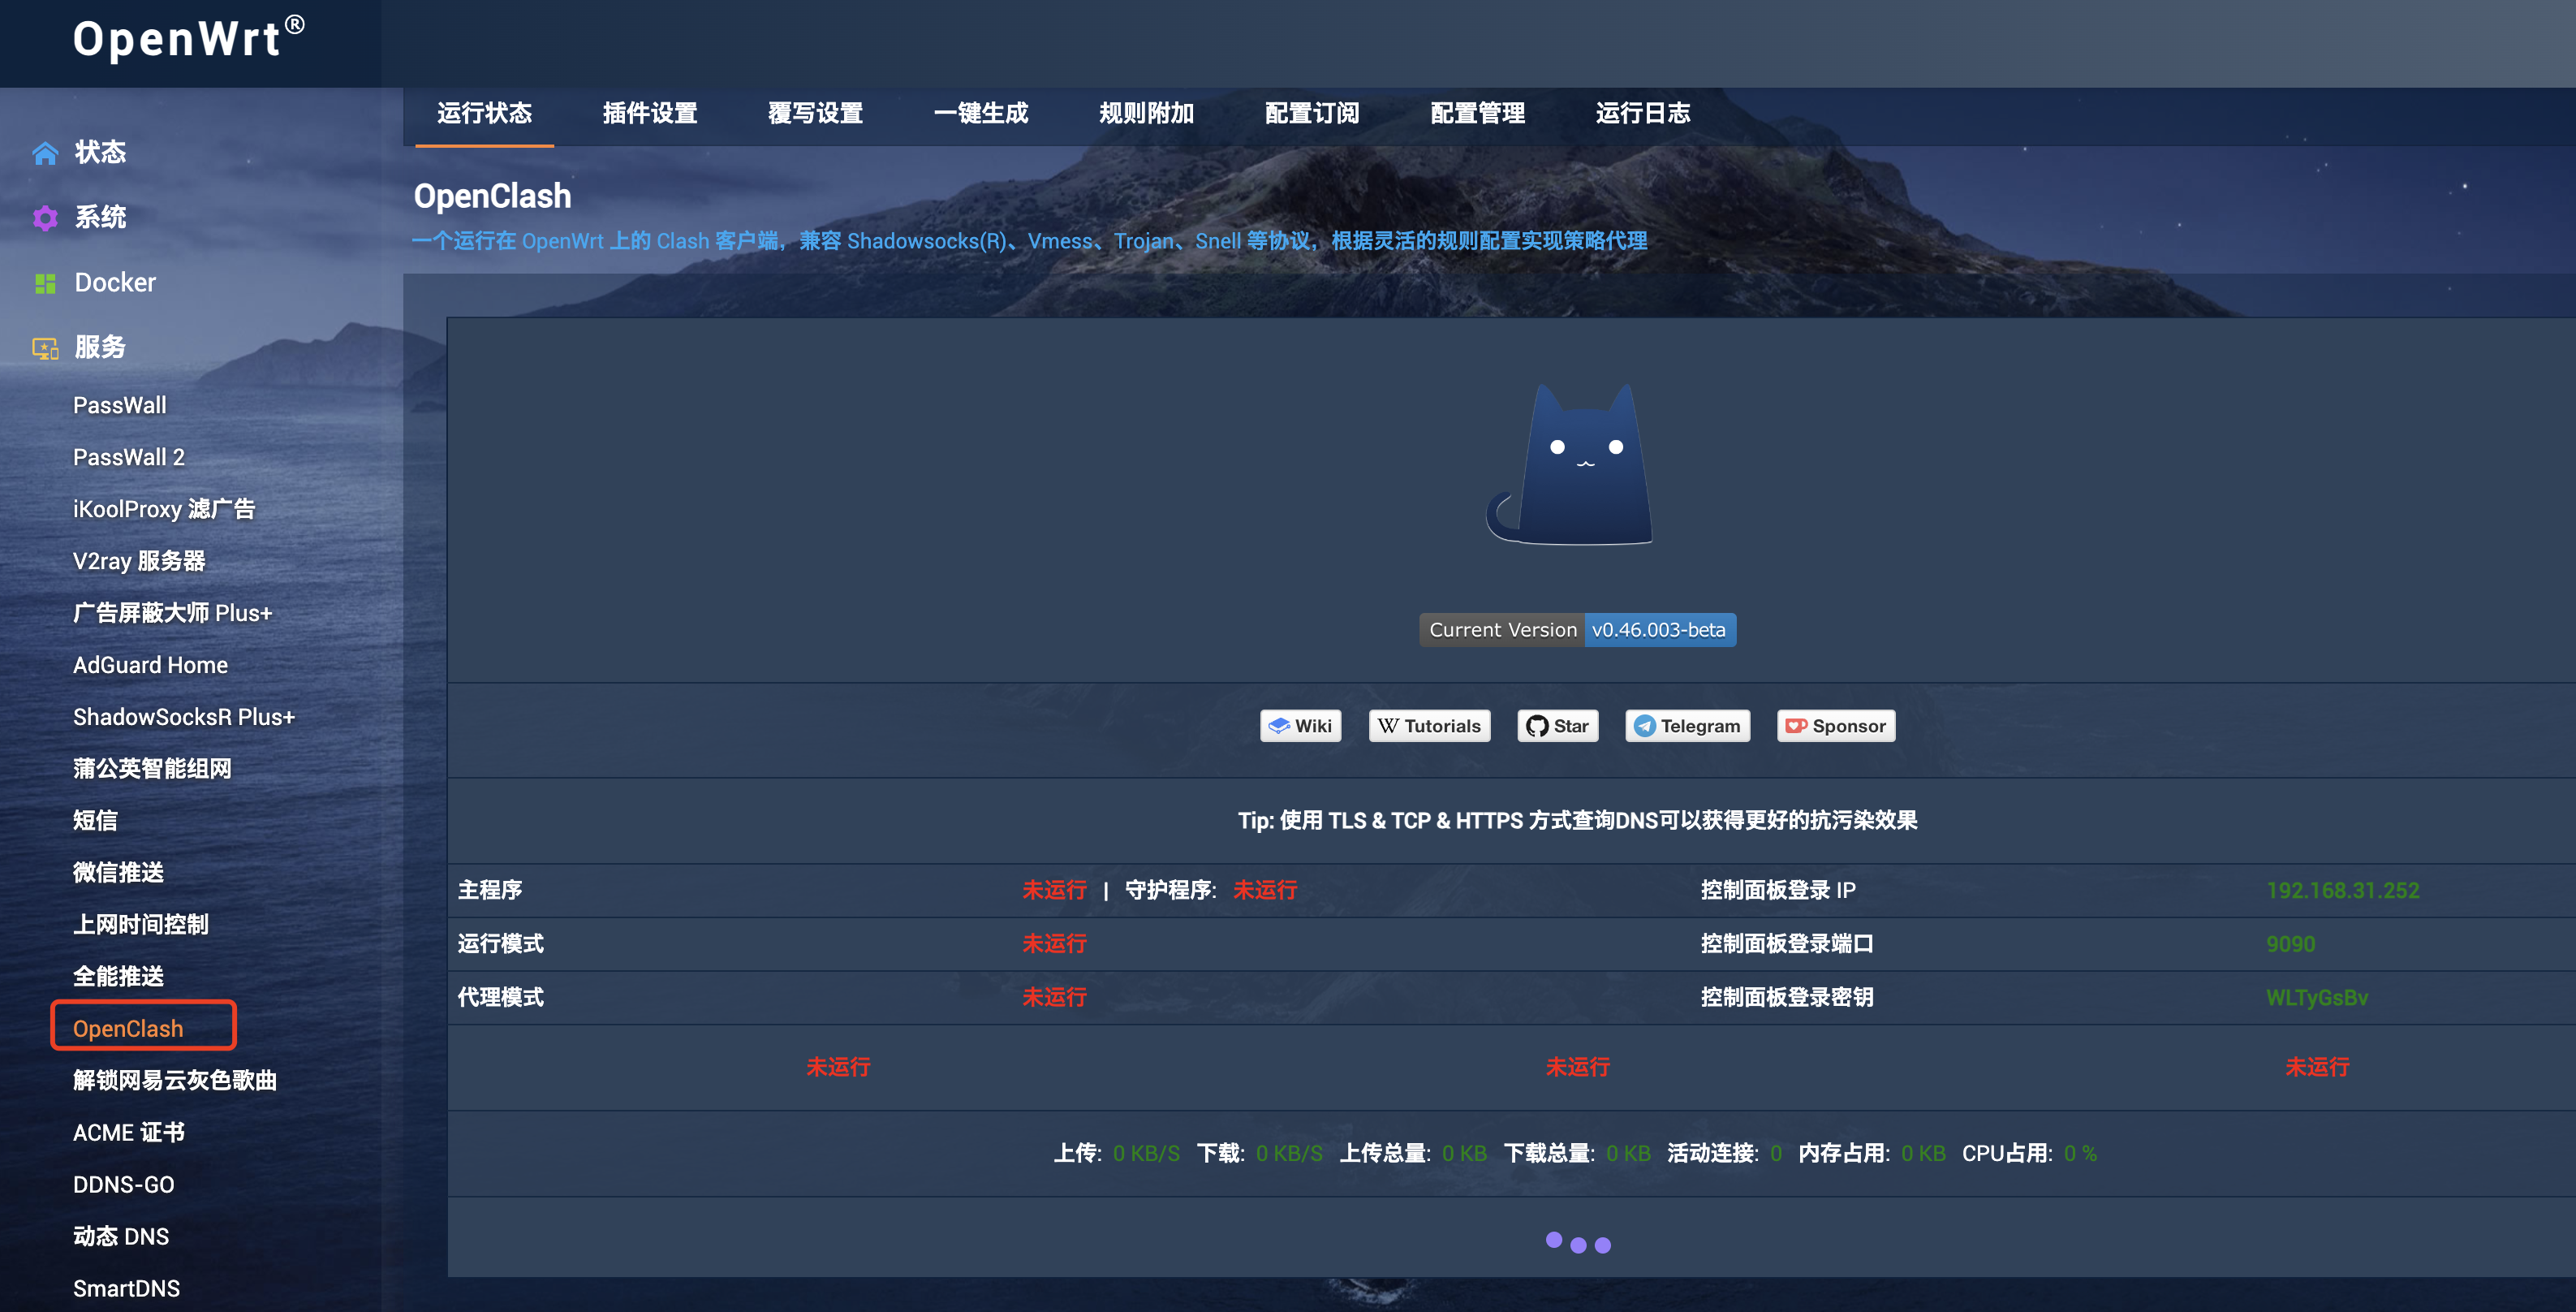 OpenWrt®
状态
系统
Docker
服务
PassWall
PassWall 2
iKoolProxy 滤广告
V2ray 服务器
广告屏蔽大师 Plus+
AdGuard Home
ShadowSocksR Plus+
蒲公英智能组网
短信
微信推送
上网时间控制
全能推送
OpenClash
解锁网易云灰色歌曲
ACME 证书
DDNS-GO
动态 DNS
SmartDNS
运行状态 插件设置 覆写设置 一键生成 规则附加 配置订阅 配置管理 运行日志
OpenClash
一个运行在 OpenWrt 上的 Clash 客户端，兼容 Shadowsocks(R)、Vmess、Trojan、Snell 等协议，根据灵活的规则配置实现策略代理
Current Version v0.46.003-beta
Wiki Tutorials Star Telegram Sponsor
Tip: 使用 TLS & TCP & HTTPS 方式查询DNS可以获得更好的抗污染效果
主程序 未运行 | 守护程序: 未运行 控制面板登录 IP 192.168.31.252
运行模式 未运行 控制面板登录端口 9090
代理模式 未运行 控制面板登录密钥 WLTyGsBv
未运行 未运行 未运行
上传: 0 KB/S 下载: 0 KB/S 上传总量: 0 KB 下载总量: 0 KB 活动连接: 0 内存占用: 0 KB CPU占用: 0 %